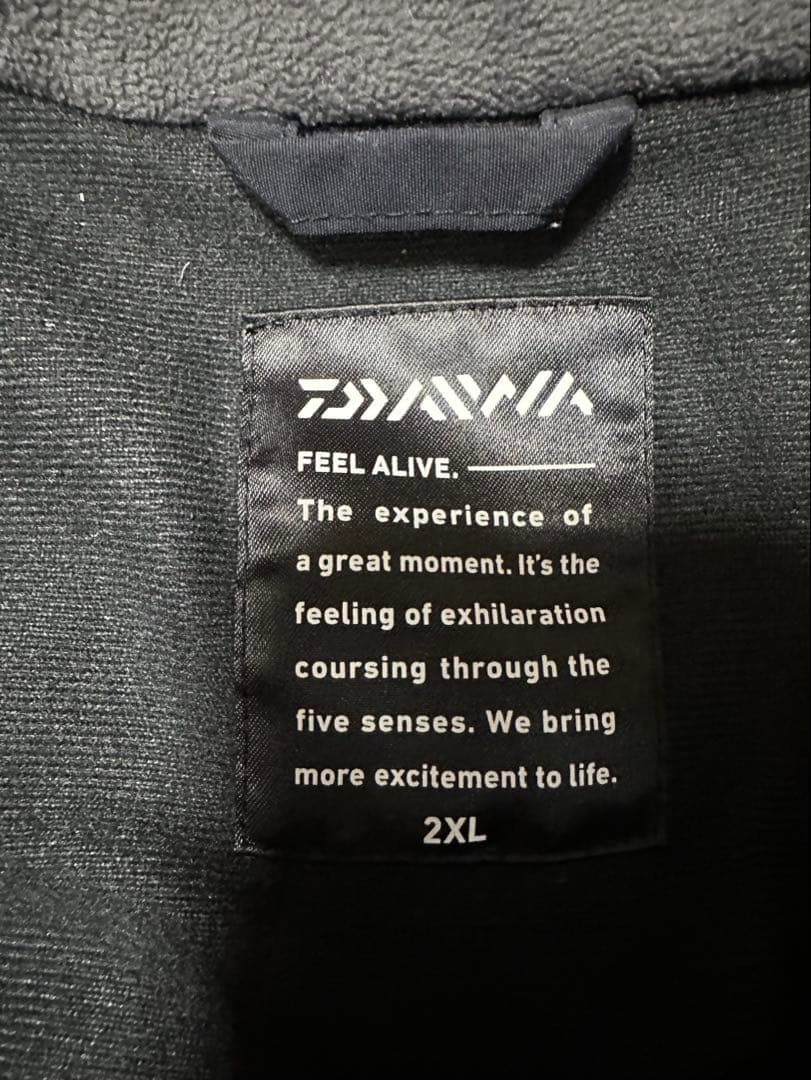 DAIWA
FEEL ALIVE.
The experience of
a great moment. It's the
feeling of exhilaration
coursing through the
five senses. We bring
more excitement to life.
2XL